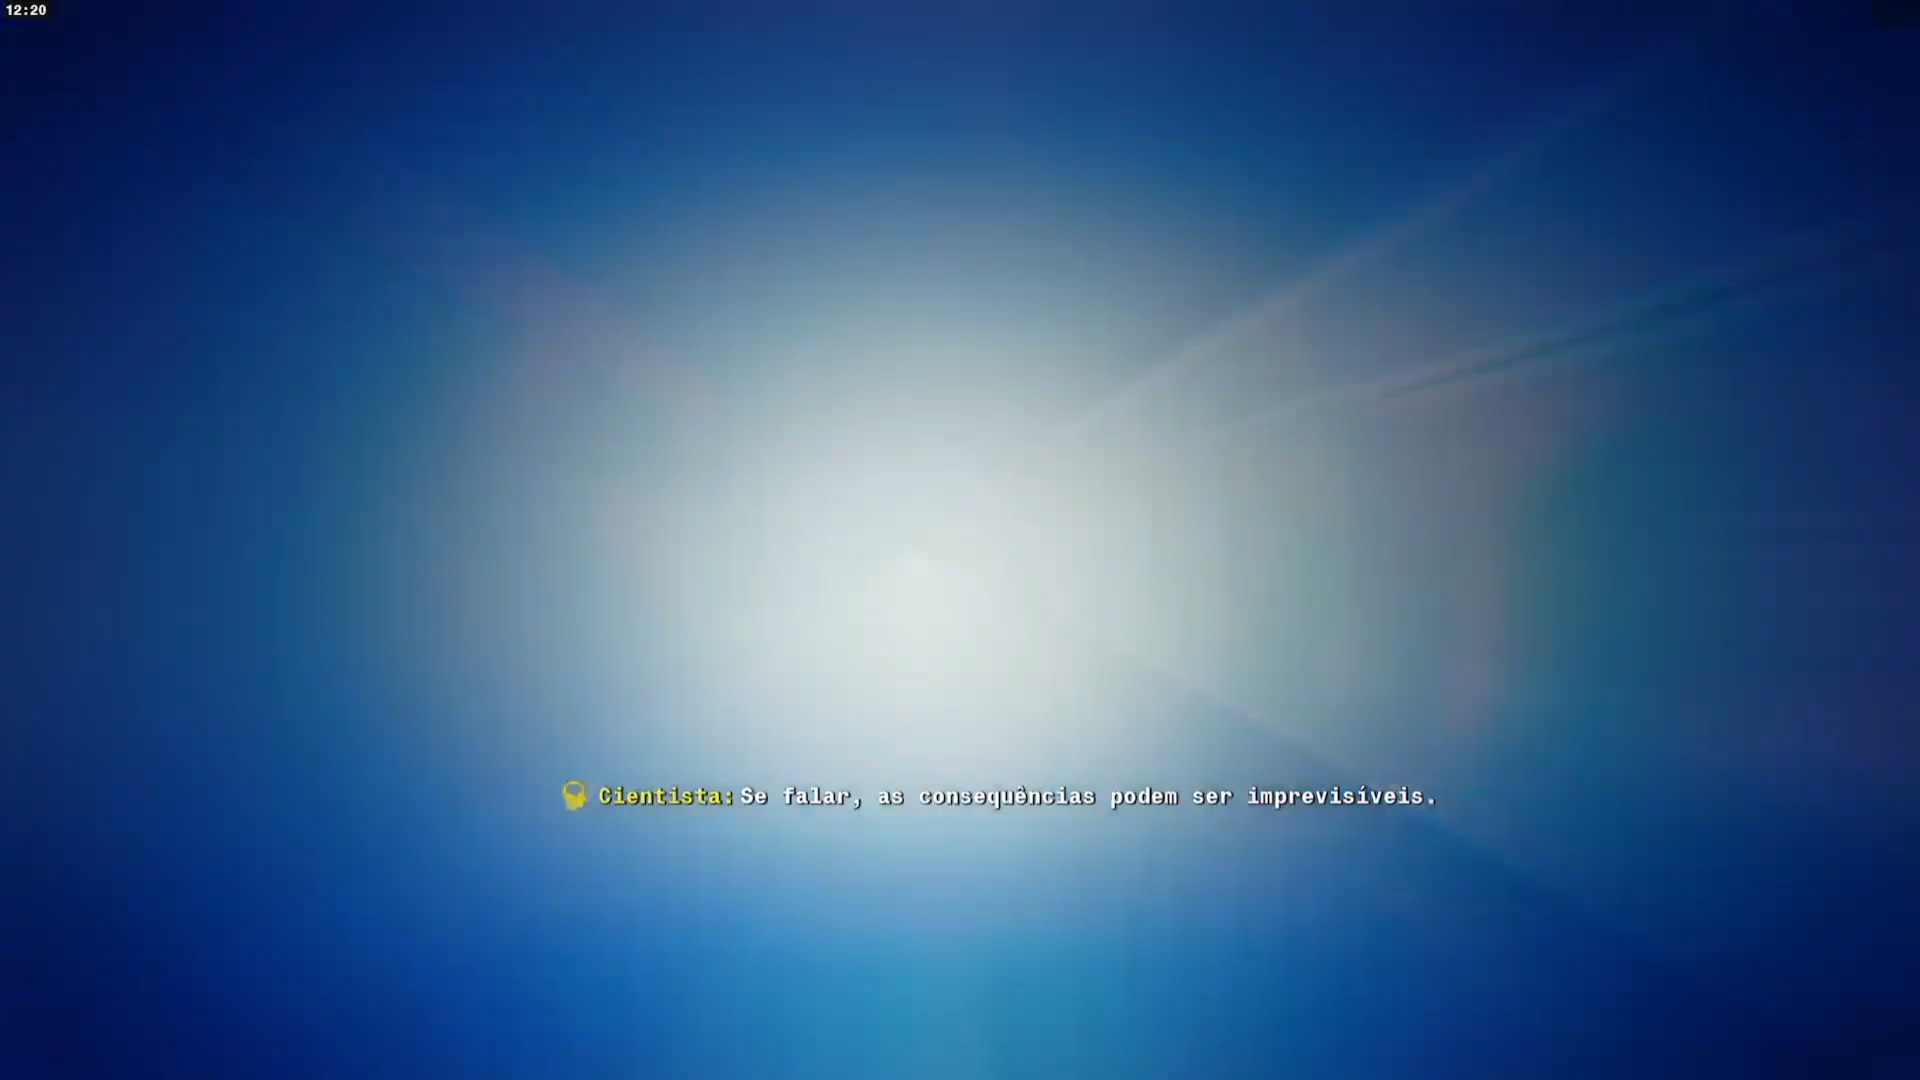 12:20
Cientista: Se falar, as consequências podem ser imprevisíveis.